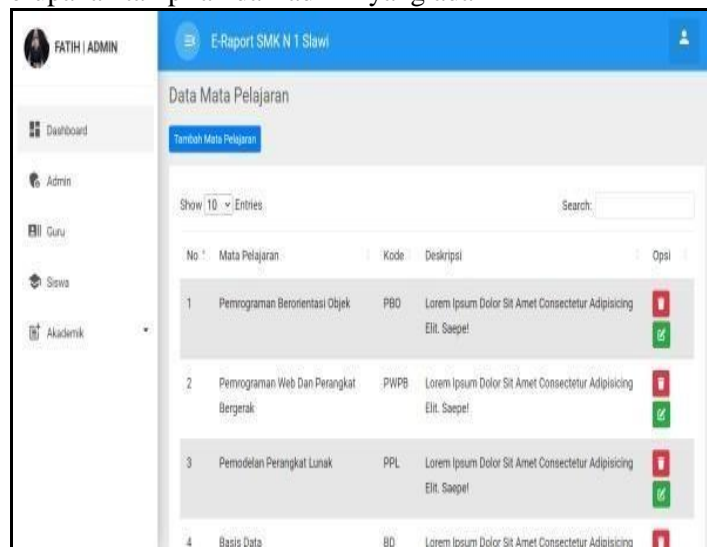 FATIH | ADMIN
E-Raport SMK N 1 Slawi
Dashboard
Admin
Guru
Siswa
Akademik
Data Mata Pelajaran
Tambah Mata Pelajaran
Show 10 Entries
Search:
No Mata Pelajaran Kode Deskripsi Opsi
1 Pemrograman Berorientasi Objek PBO Lorem Ipsum Dolor Sit Amet Consectetur Adipisicing
Elit. Saepe!
2 Pemrograman Web Dan Perangkat PWPB Lorem Ipsum Dolor Sit Amet Consectetur Adipisicing
Bergerak Elit. Saepe!
3 Pemodelan Perangkat Lunak PPL Lorem Ipsum Dolor Sit Amet Consectetur Adipisicing
Elit. Saepe!
4 Basis Data BD Lorem Ipsum Dolor Sit Amet Consectetur Adipisicing